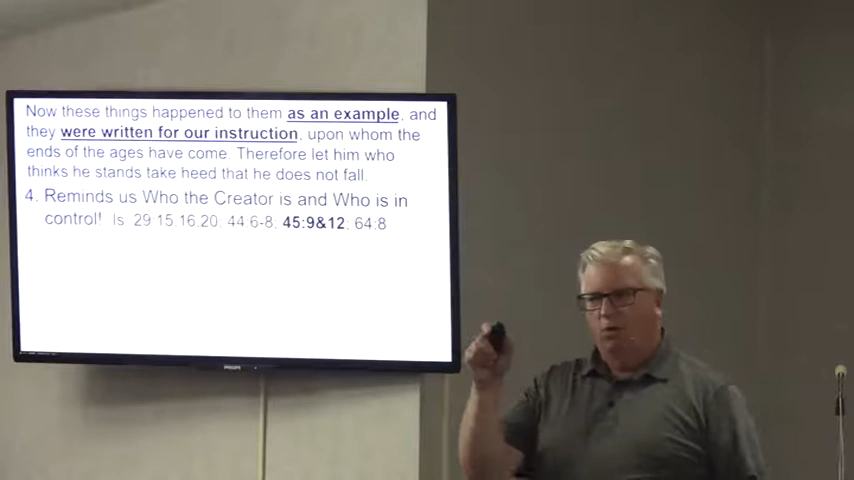 Now these things happened to them as an example, and
they were written for our instruction, upon whom the
ends of the ages have come. Therefore let him who
thinks he stands take heed that he does not fall.
4. Reminds us Who the Creator is and Who is in
control! Is 29:15,16,20; 44:6-8; 45:9&12; 64:8
PHILIPS